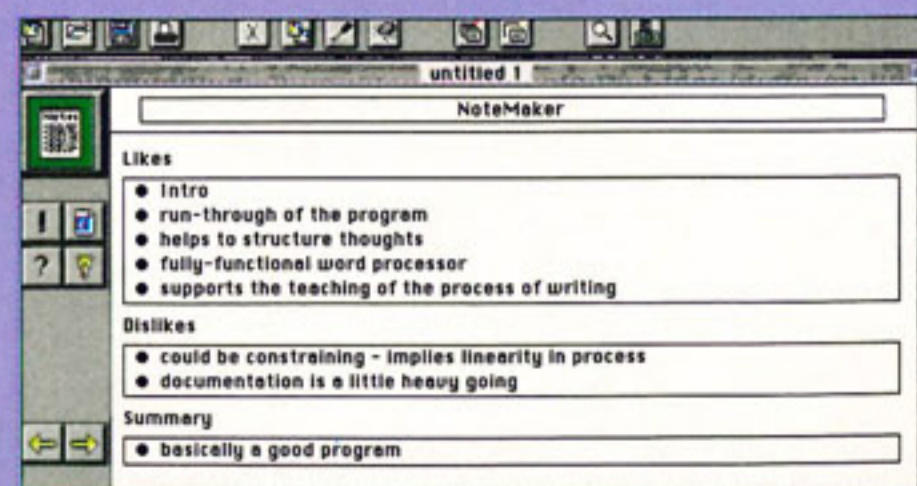 untitled 1
Notes
NoteMaker
Likes
● Intro
● run-through of the program
● helps to structure thoughts
● fully-functional word processor
● supports the teaching of the process of writing
Dislikes
● could be constraining - implies linearity in process
● documentation is a little heavy going
Summary
● basically a good program